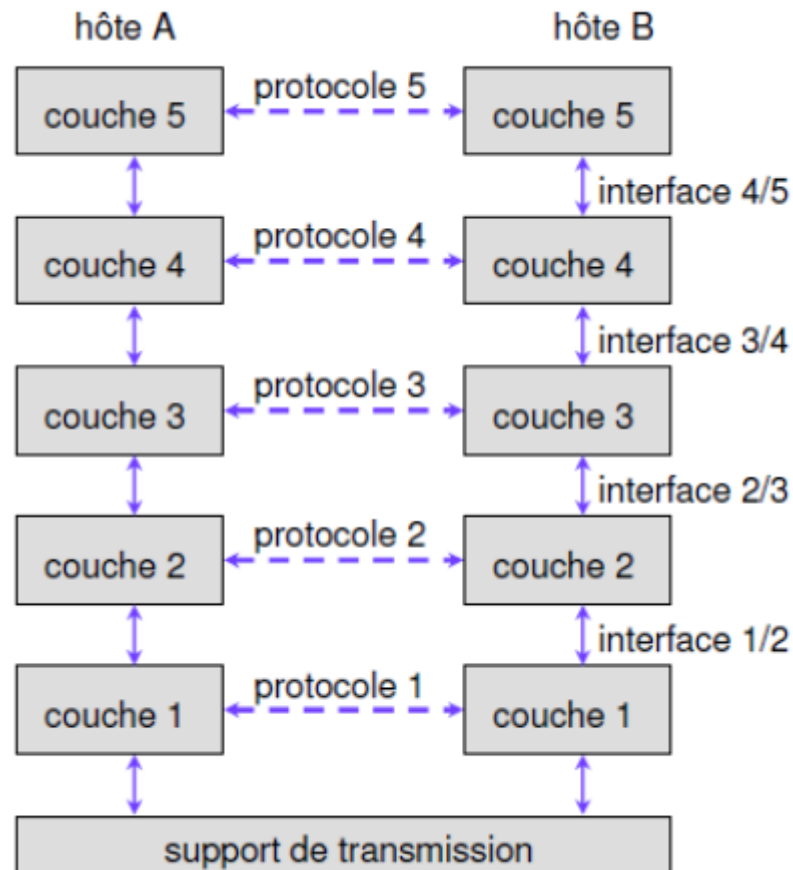 hôte A hôte B
couche 5 protocole 5 couche 5
interface 4/5
couche 4 protocole 4 couche 4
interface 3/4
couche 3 protocole 3 couche 3
interface 2/3
couche 2 protocole 2 couche 2
interface 1/2
couche 1 protocole 1 couche 1
support de transmission